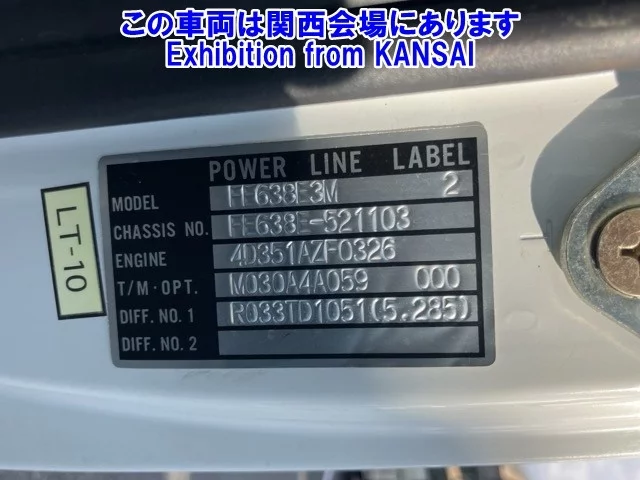 この車両は関西会場にあります
Exhibition from KANSAI
POWER LINE LABEL
MODEL FE638E3M 2
CHASSIS NO. FE638E-521103
ENGINE 4D351AZF0326
T/M·OPT. M030A4A059 000
DIFF. NO. 1 R033TD1051(5.285)
DIFF. NO. 2
LT-10